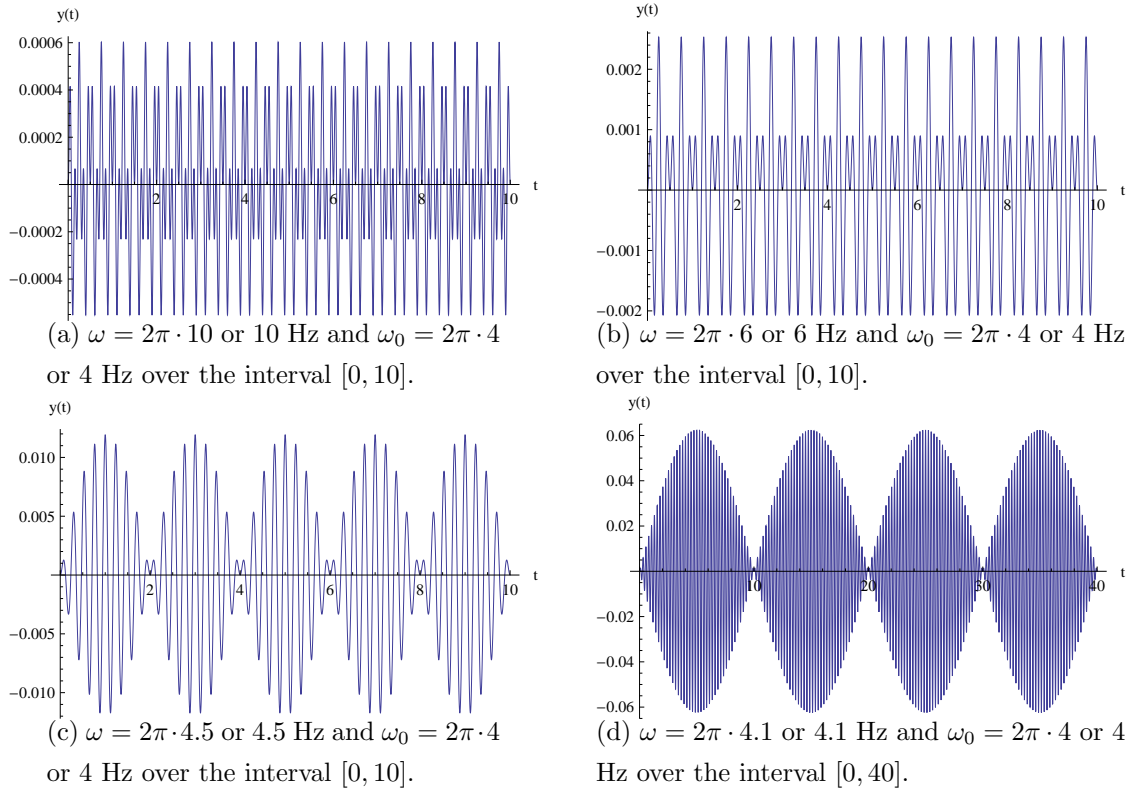 y(t)
0.0006
0.0004
0.0002
−0.0002
−0.0004
2
4
6
8
10
t
(a) ω = 2π · 10 or 10 Hz and ω₀ = 2π · 4
or 4 Hz over the interval [0, 10].
y(t)
0.002
0.001
−0.001
−0.002
2
4
6
8
10
t
(b) ω = 2π · 6 or 6 Hz and ω₀ = 2π · 4 or 4 Hz
over the interval [0, 10].
y(t)
0.010
0.005
−0.005
−0.010
2
4
6
8
10
t
(c) ω = 2π · 4.5 or 4.5 Hz and ω₀ = 2π · 4
or 4 Hz over the interval [0, 10].
y(t)
0.06
0.04
0.02
−0.02
−0.04
−0.06
10
20
30
40
t
(d) ω = 2π · 4.1 or 4.1 Hz and ω₀ = 2π · 4 or 4
Hz over the interval [0, 40].